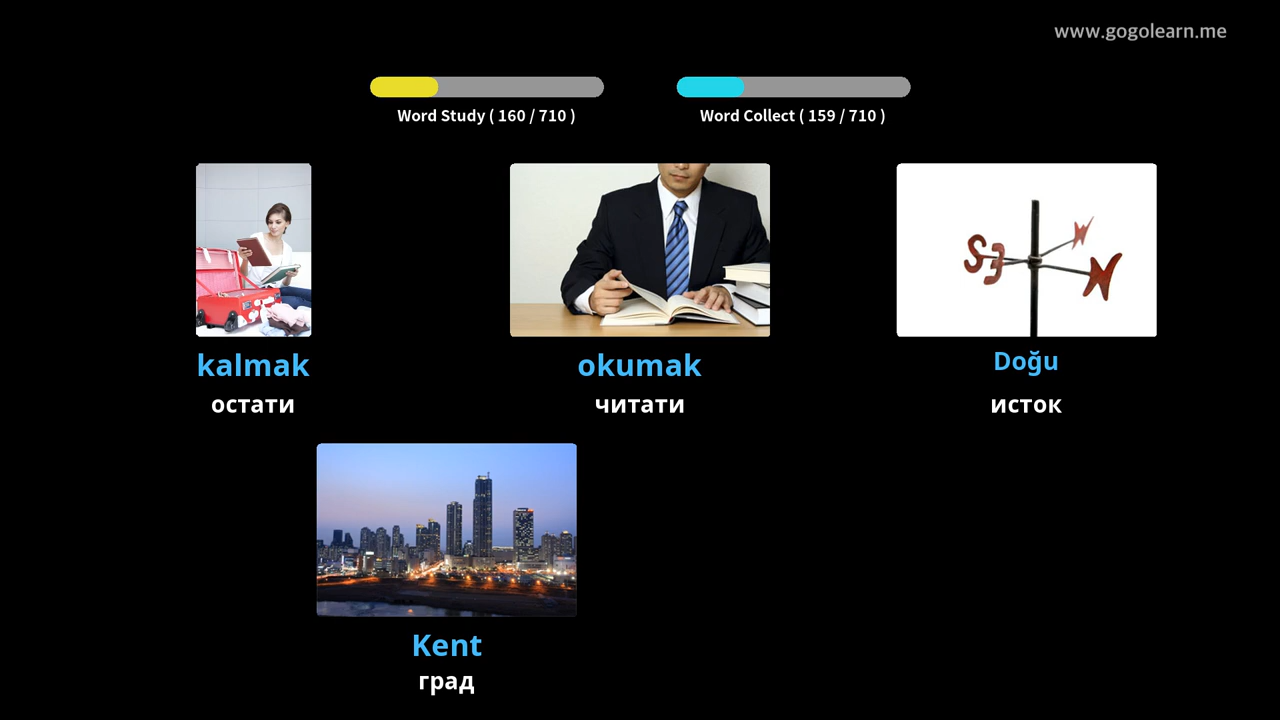 www.gogolearn.me
Word Study ( 160 / 710 )
Word Collect ( 159 / 710 )
S
W
N
kalmak
okumak
Doğu
остати
читати
исток
Kent
град